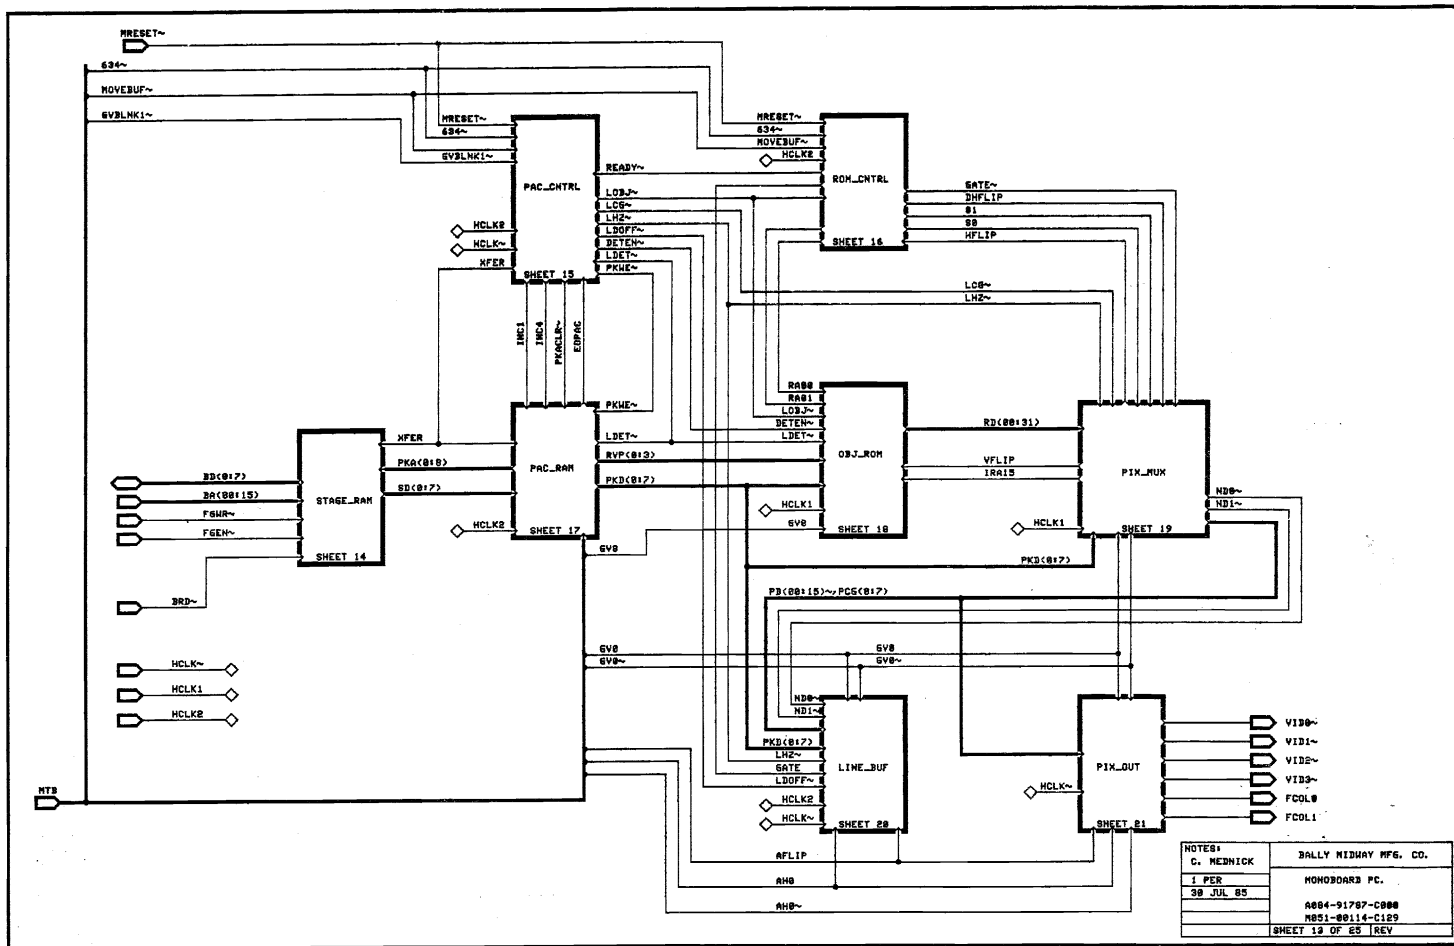 MRESET~
634~
MOVEBUF~
GVBLNK1~
MRESET~
634~
GVBLNK1~
PAC_CNTRL
HCLK2
HCLK~
XFER
SHEET 15
READY~
LOBJ~
LCG~
LHZ~
LDOFF~
DETEN~
LDET~
PKWE~
MRESET~
634~
MOVEBUF~
HCLK2
ROM_CNTRL
SHEET 16
GATE~
DHFLIP
S1
S0
HFLIP
LCG~
LHZ~
INC1
INC4
PKACLR~
EOPAC
XFER
PKA(0:8)
SD(0:7)
PAC_RAM
HCLK2
SHEET 17
PKWE~
LDET~
RVP(0:3)
PKD(0:7)
BD(0:7)
BA(00:15)
FGWR~
FGEN~
BRD~
STAGE_RAM
SHEET 14
RA00
RA01
LOBJ~
DETEN~
LDET~
OBJ_ROM
HCLK1
GV0
SHEET 18
GV0
RD(00:31)
VFLIP
IRA15
PIX_MUX
HCLK1
SHEET 19
ND0~
ND1~
PKD(0:7)
PD(00:15)~,PCG(0:7)
HCLK~
HCLK1
HCLK2
GV0
GV0~
GV0
GV0~
ND0~
ND1~
PKD(0:7)
LHZ~
GATE
LDOFF~
HCLK2
HCLK~
LINE_BUF
SHEET 20
PIX_OUT
HCLK~
SHEET 21
VID0~
VID1~
VID2~
VID3~
FCOL0
FCOL1
MTB
AFLIP
AH0
AH0~
NOTES:
C. MEDNICK
1 PER
30 JUL 85
BALLY MIDWAY MFG. CO.
MONOBOARD PC.
A084-91787-C000
M051-00114-C129
SHEET 13 OF 25 REV